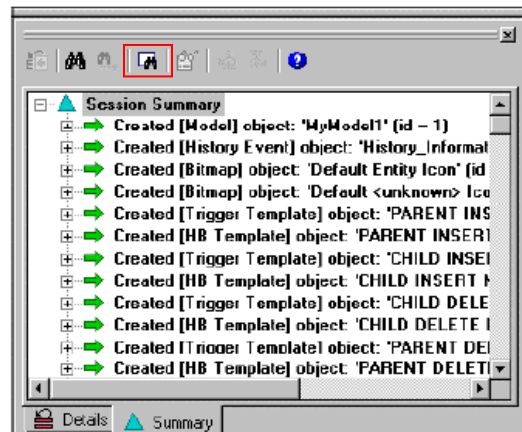 Session Summary
Created [Model] object: 'MyModel1' (id = 1)
Created [History Event] object: 'History_Informat
Created [Bitmap] object: 'Default Entity Icon' (id
Created [Bitmap] object: 'Default <unknown> Ico
Created [Trigger Template] object: 'PARENT INS
Created [HB Template] object: 'PARENT INSERT
Created [Trigger Template] object: 'CHILD INSE
Created [HB Template] object: 'CHILD INSERT
Created [Trigger Template] object: 'CHILD DELE
Created [HB Template] object: 'CHILD DELETE
Created [Trigger Template] object: 'PARENT DE
Created [HB Template] object: 'PARENT DELET
Details Summary